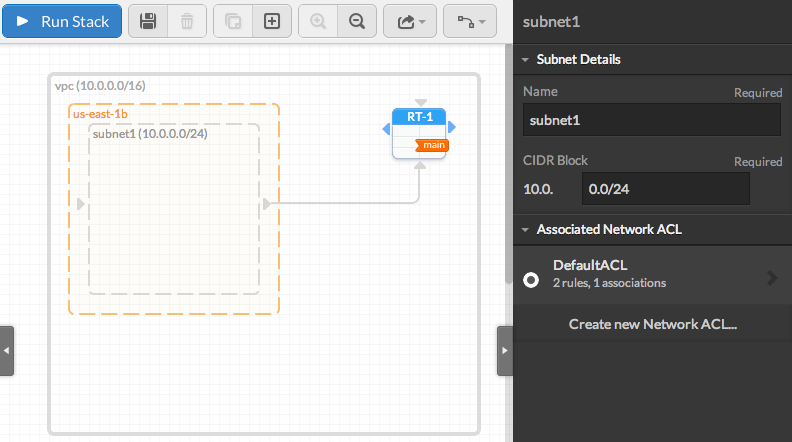 Run Stack
vpc (10.0.0.0/16)
us-east-1b
subnet1 (10.0.0.0/24)
RT-1
main
subnet1
Subnet Details
Name Required
subnet1
CIDR Block Required
10.0. 0.0/24
Associated Network ACL
DefaultACL
2 rules, 1 associations
Create new Network ACL...